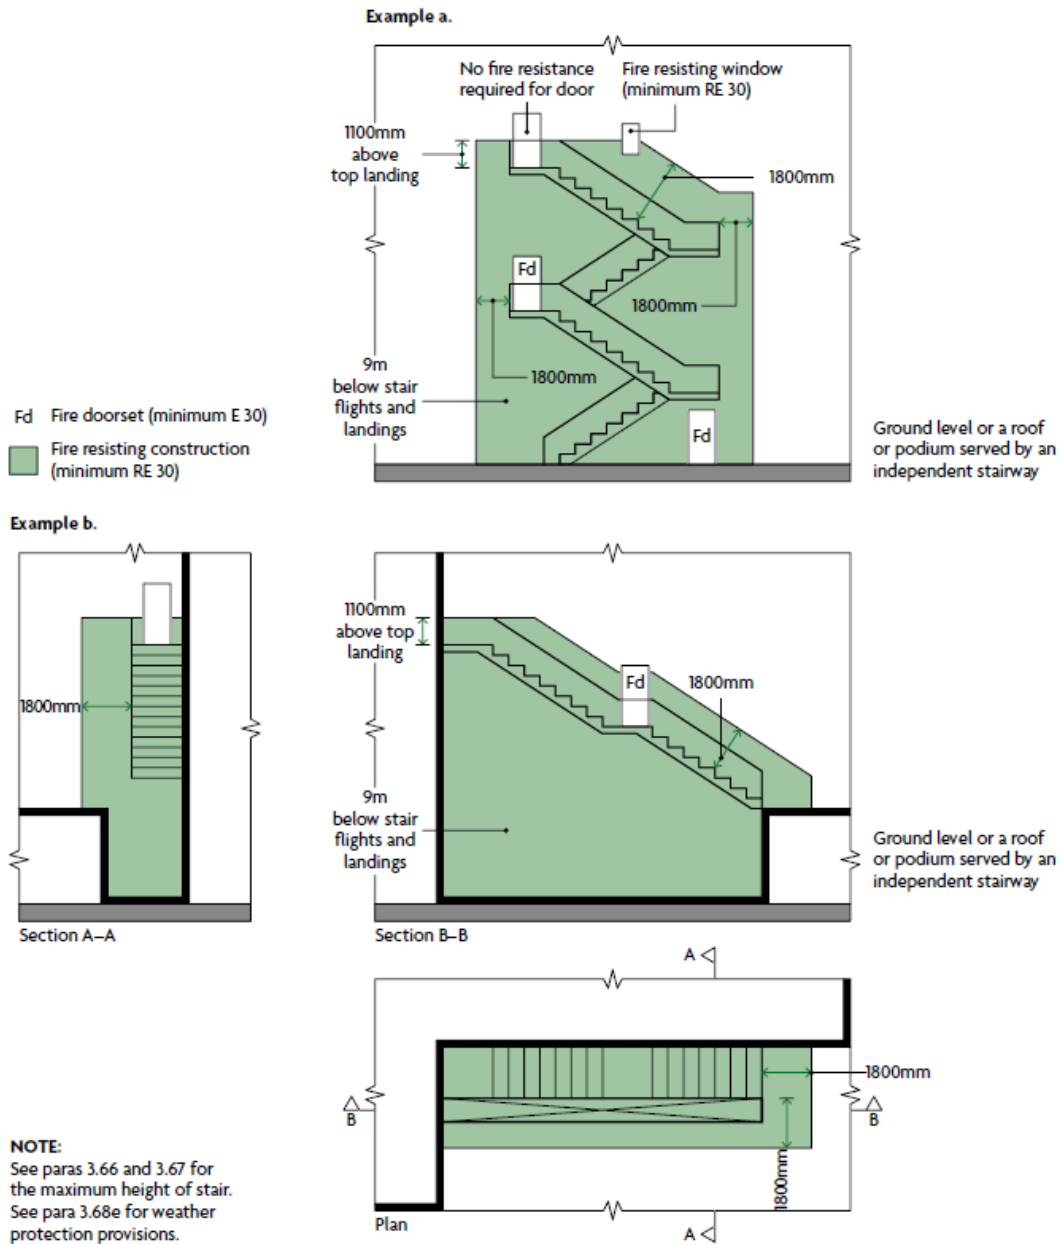 Example a.
No fire resistance
required for door
Fire resisting window
(minimum RE 30)
1100mm
above
top landing
1800mm
Fd
1800mm
1800mm
9m
below stair
flights and
landings
Fd
Fd Fire doorset (minimum E 30)
Fire resisting construction
(minimum RE 30)
Ground level or a roof
or podium served by an
independent stairway
Example b.
1800mm
Section A–A
1100mm
above top
landing
Fd
1800mm
9m
below stair
flights and
landings
Ground level or a roof
or podium served by an
independent stairway
Section B–B
A
1800mm
B
B
1800mm
Plan
A
NOTE:
See paras 3.66 and 3.67 for
the maximum height of stair.
See para 3.68e for weather
protection provisions.